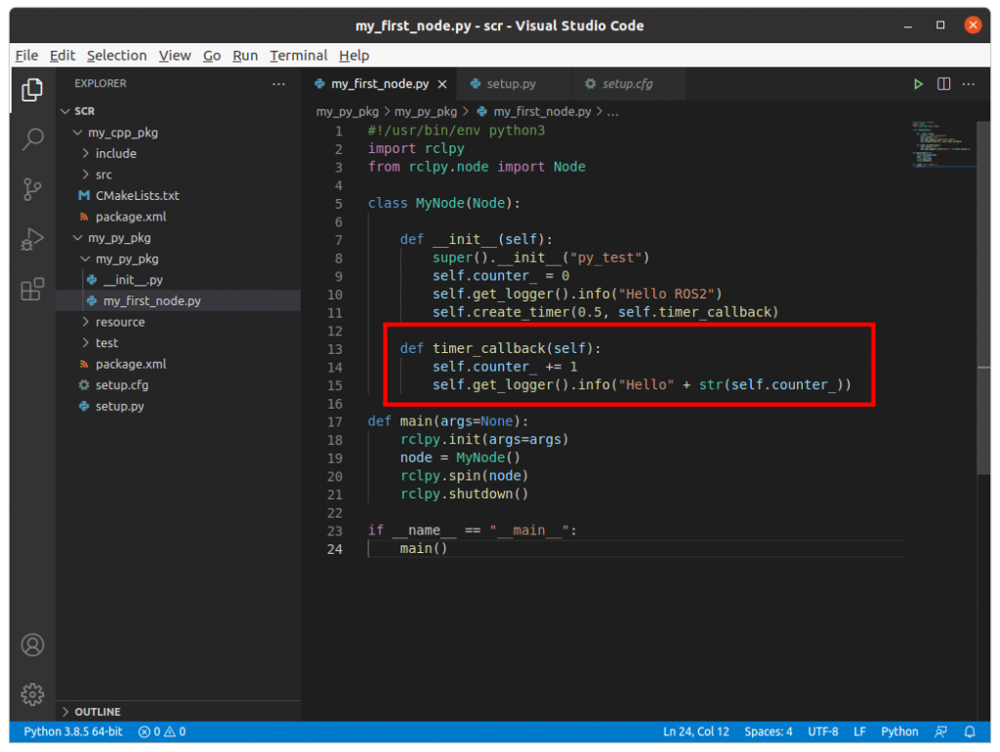 my_first_node.py - scr - Visual Studio Code
File Edit Selection View Go Run Terminal Help
EXPLORER
SCR
my_cpp_pkg
include
src
CMakeLists.txt
package.xml
my_py_pkg
my_py_pkg
__init__.py
my_first_node.py
resource
test
package.xml
setup.cfg
setup.py
OUTLINE
my_first_node.py setup.py setup.cfg
my_py_pkg > my_py_pkg > my_first_node.py > ...
1 #!/usr/bin/env python3
2 import rclpy
3 from rclpy.node import Node
4
5 class MyNode(Node):
6
7     def __init__(self):
8         super().__init__("py_test")
9         self.counter_ = 0
10         self.get_logger().info("Hello ROS2")
11         self.create_timer(0.5, self.timer_callback)
12
13     def timer_callback(self):
14         self.counter_ += 1
15         self.get_logger().info("Hello" + str(self.counter_))
16
17 def main(args=None):
18     rclpy.init(args=args)
19     node = MyNode()
20     rclpy.spin(node)
21     rclpy.shutdown()
22
23 if __name__ == "__main__":
24     main()
Python 3.8.5 64-bit 0 0 Ln 24, Col 12 Spaces: 4 UTF-8 LF Python